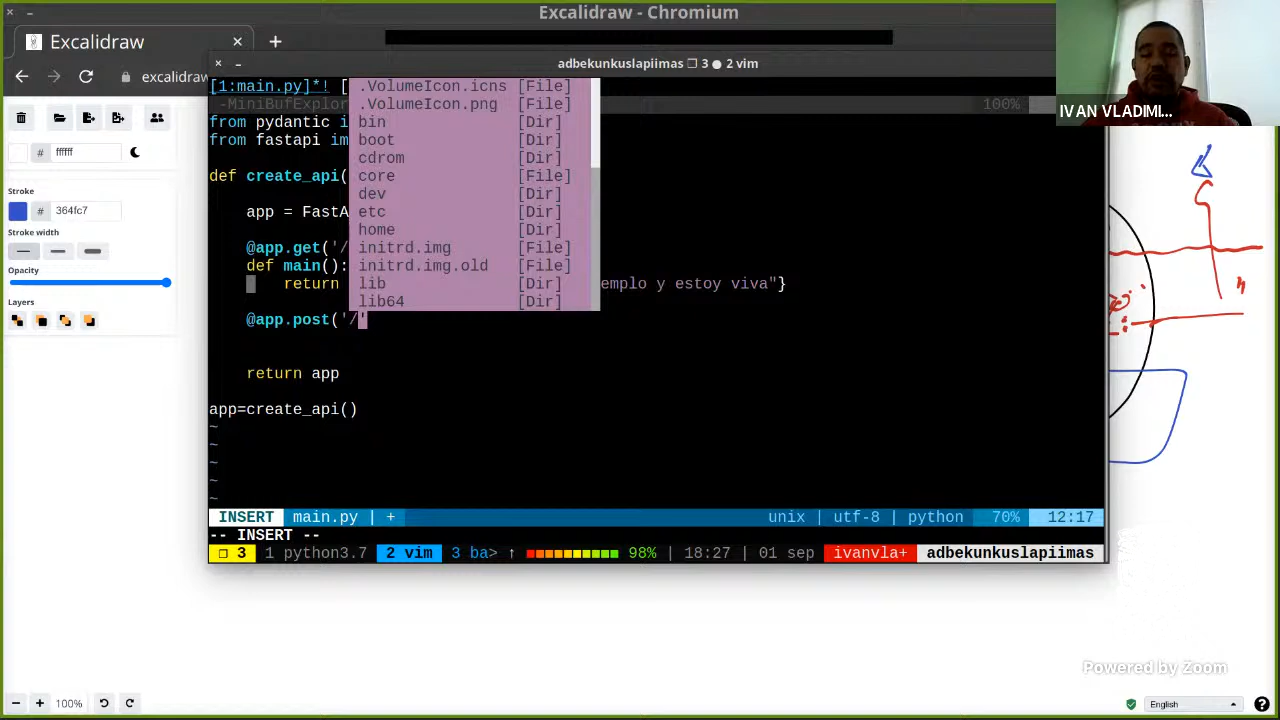 Excalidraw - Chromium
Excalidraw
excalidraw
adbekunkuslapiimas ❐ 3 ● 2 vim
IVAN VLADIMI...
# ffffff
Stroke
# 364fc7
Stroke width
Opacity
Layers
[1:main.py]*! [
-MiniBufExplor
100%
from pydantic i
from fastapi im
def create_api(
app = FastA
@app.get('/
def main():
return
emplo y estoy viva"}
@app.post('/'
return app
app=create_api()
~
~
~
~
~
.VolumeIcon.icns [File]
.VolumeIcon.png [File]
bin [Dir]
boot [Dir]
cdrom [Dir]
core [File]
dev [Dir]
etc [Dir]
home [Dir]
initrd.img [File]
initrd.img.old [File]
lib [Dir]
lib64 [Dir]
INSERT main.py | + unix | utf-8 | python 70% 12:17
-- INSERT --
❐ 3 1 python3.7 2 vim 3 ba> ↑ 98% | 18:27 | 01 sep ivanvla+ adbekunkuslapiimas
Powered by Zoom
100%
English